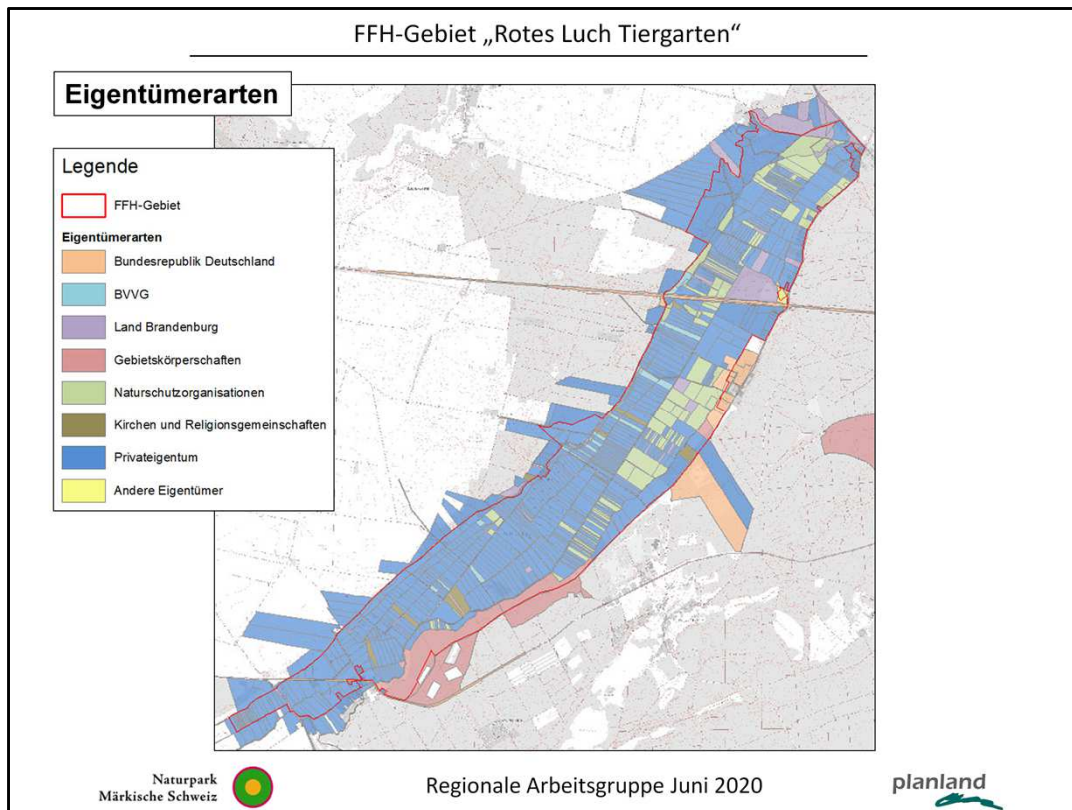 FFH-Gebiet „Rotes Luch Tiergarten“
Eigentümerarten
Legende
FFH-Gebiet
Eigentümerarten
Bundesrepublik Deutschland
BVVG
Land Brandenburg
Gebietskörperschaften
Naturschutzorganisationen
Kirchen und Religionsgemeinschaften
Privateigentum
Andere Eigentümer
Naturpark
Märkische Schweiz
Regionale Arbeitsgruppe Juni 2020
planland